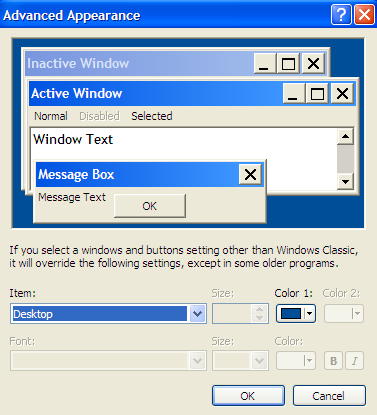 Advanced Appearance
Inactive Window
Active Window
Normal Disabled Selected
Window Text
Message Box
Message Text
OK
If you select a windows and buttons setting other than Windows Classic,
it will override the following settings, except in some older programs.
Item: Size: Color 1: Color 2:
Desktop
Font: Size: Color:
B I
OK Cancel